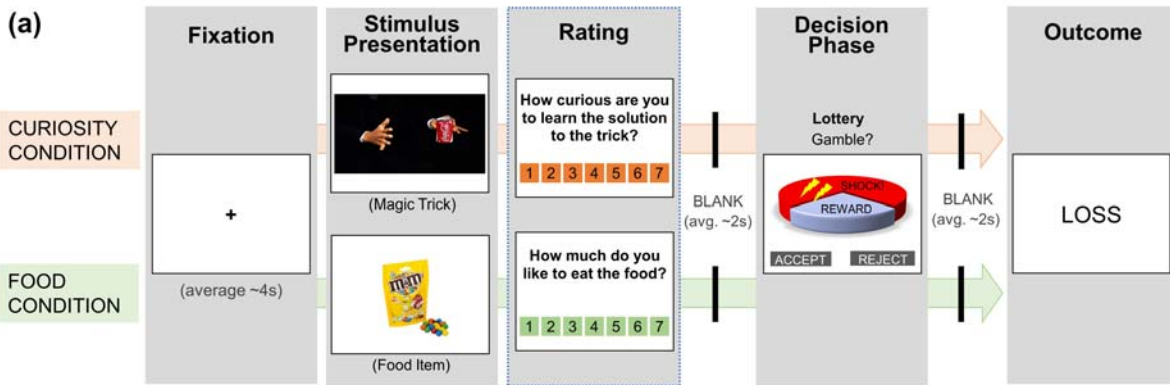 (a)
Fixation
Stimulus
Presentation
Rating
Decision
Phase
Outcome
CURIOSITY
CONDITION
How curious are you
to learn the solution
to the trick?
1 2 3 4 5 6 7
(Magic Trick)
Lottery
Gamble?
SHOCK!
REWARD
ACCEPT
REJECT
BLANK
(avg. ~2s)
BLANK
(avg. ~2s)
+
LOSS
FOOD
CONDITION
(average ~4s)
m&m's
How much do you
like to eat the food?
1 2 3 4 5 6 7
(Food Item)